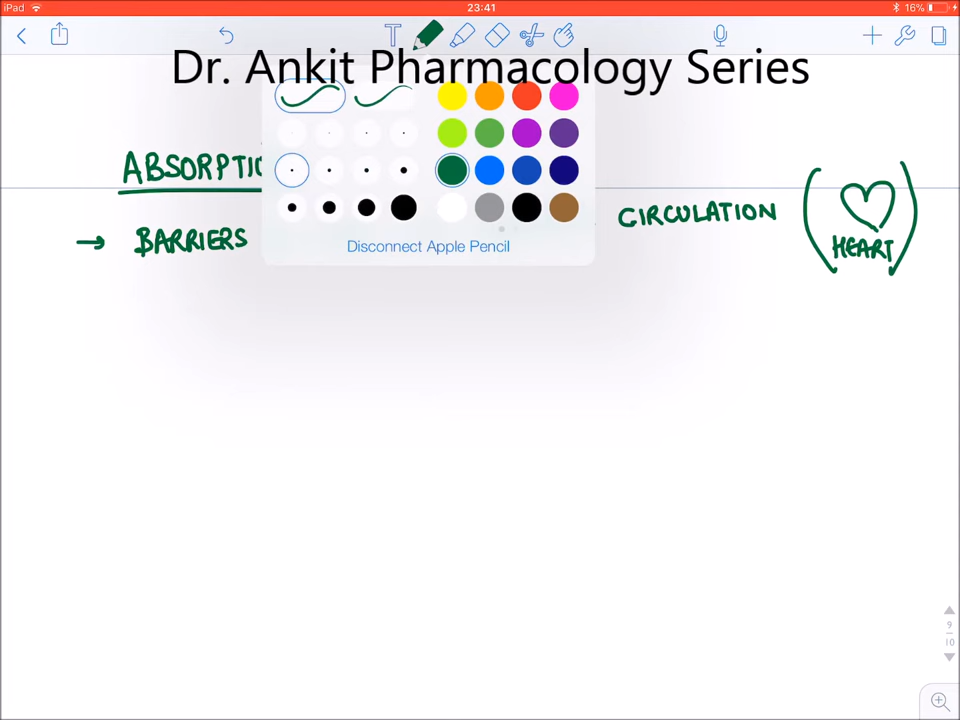 iPad 23:41 16%
T
Dr. Ankit Pharmacology Series
ABSORPTIO
CIRCULATION
→ BARRIERS
HEART
Disconnect Apple Pencil
9
10